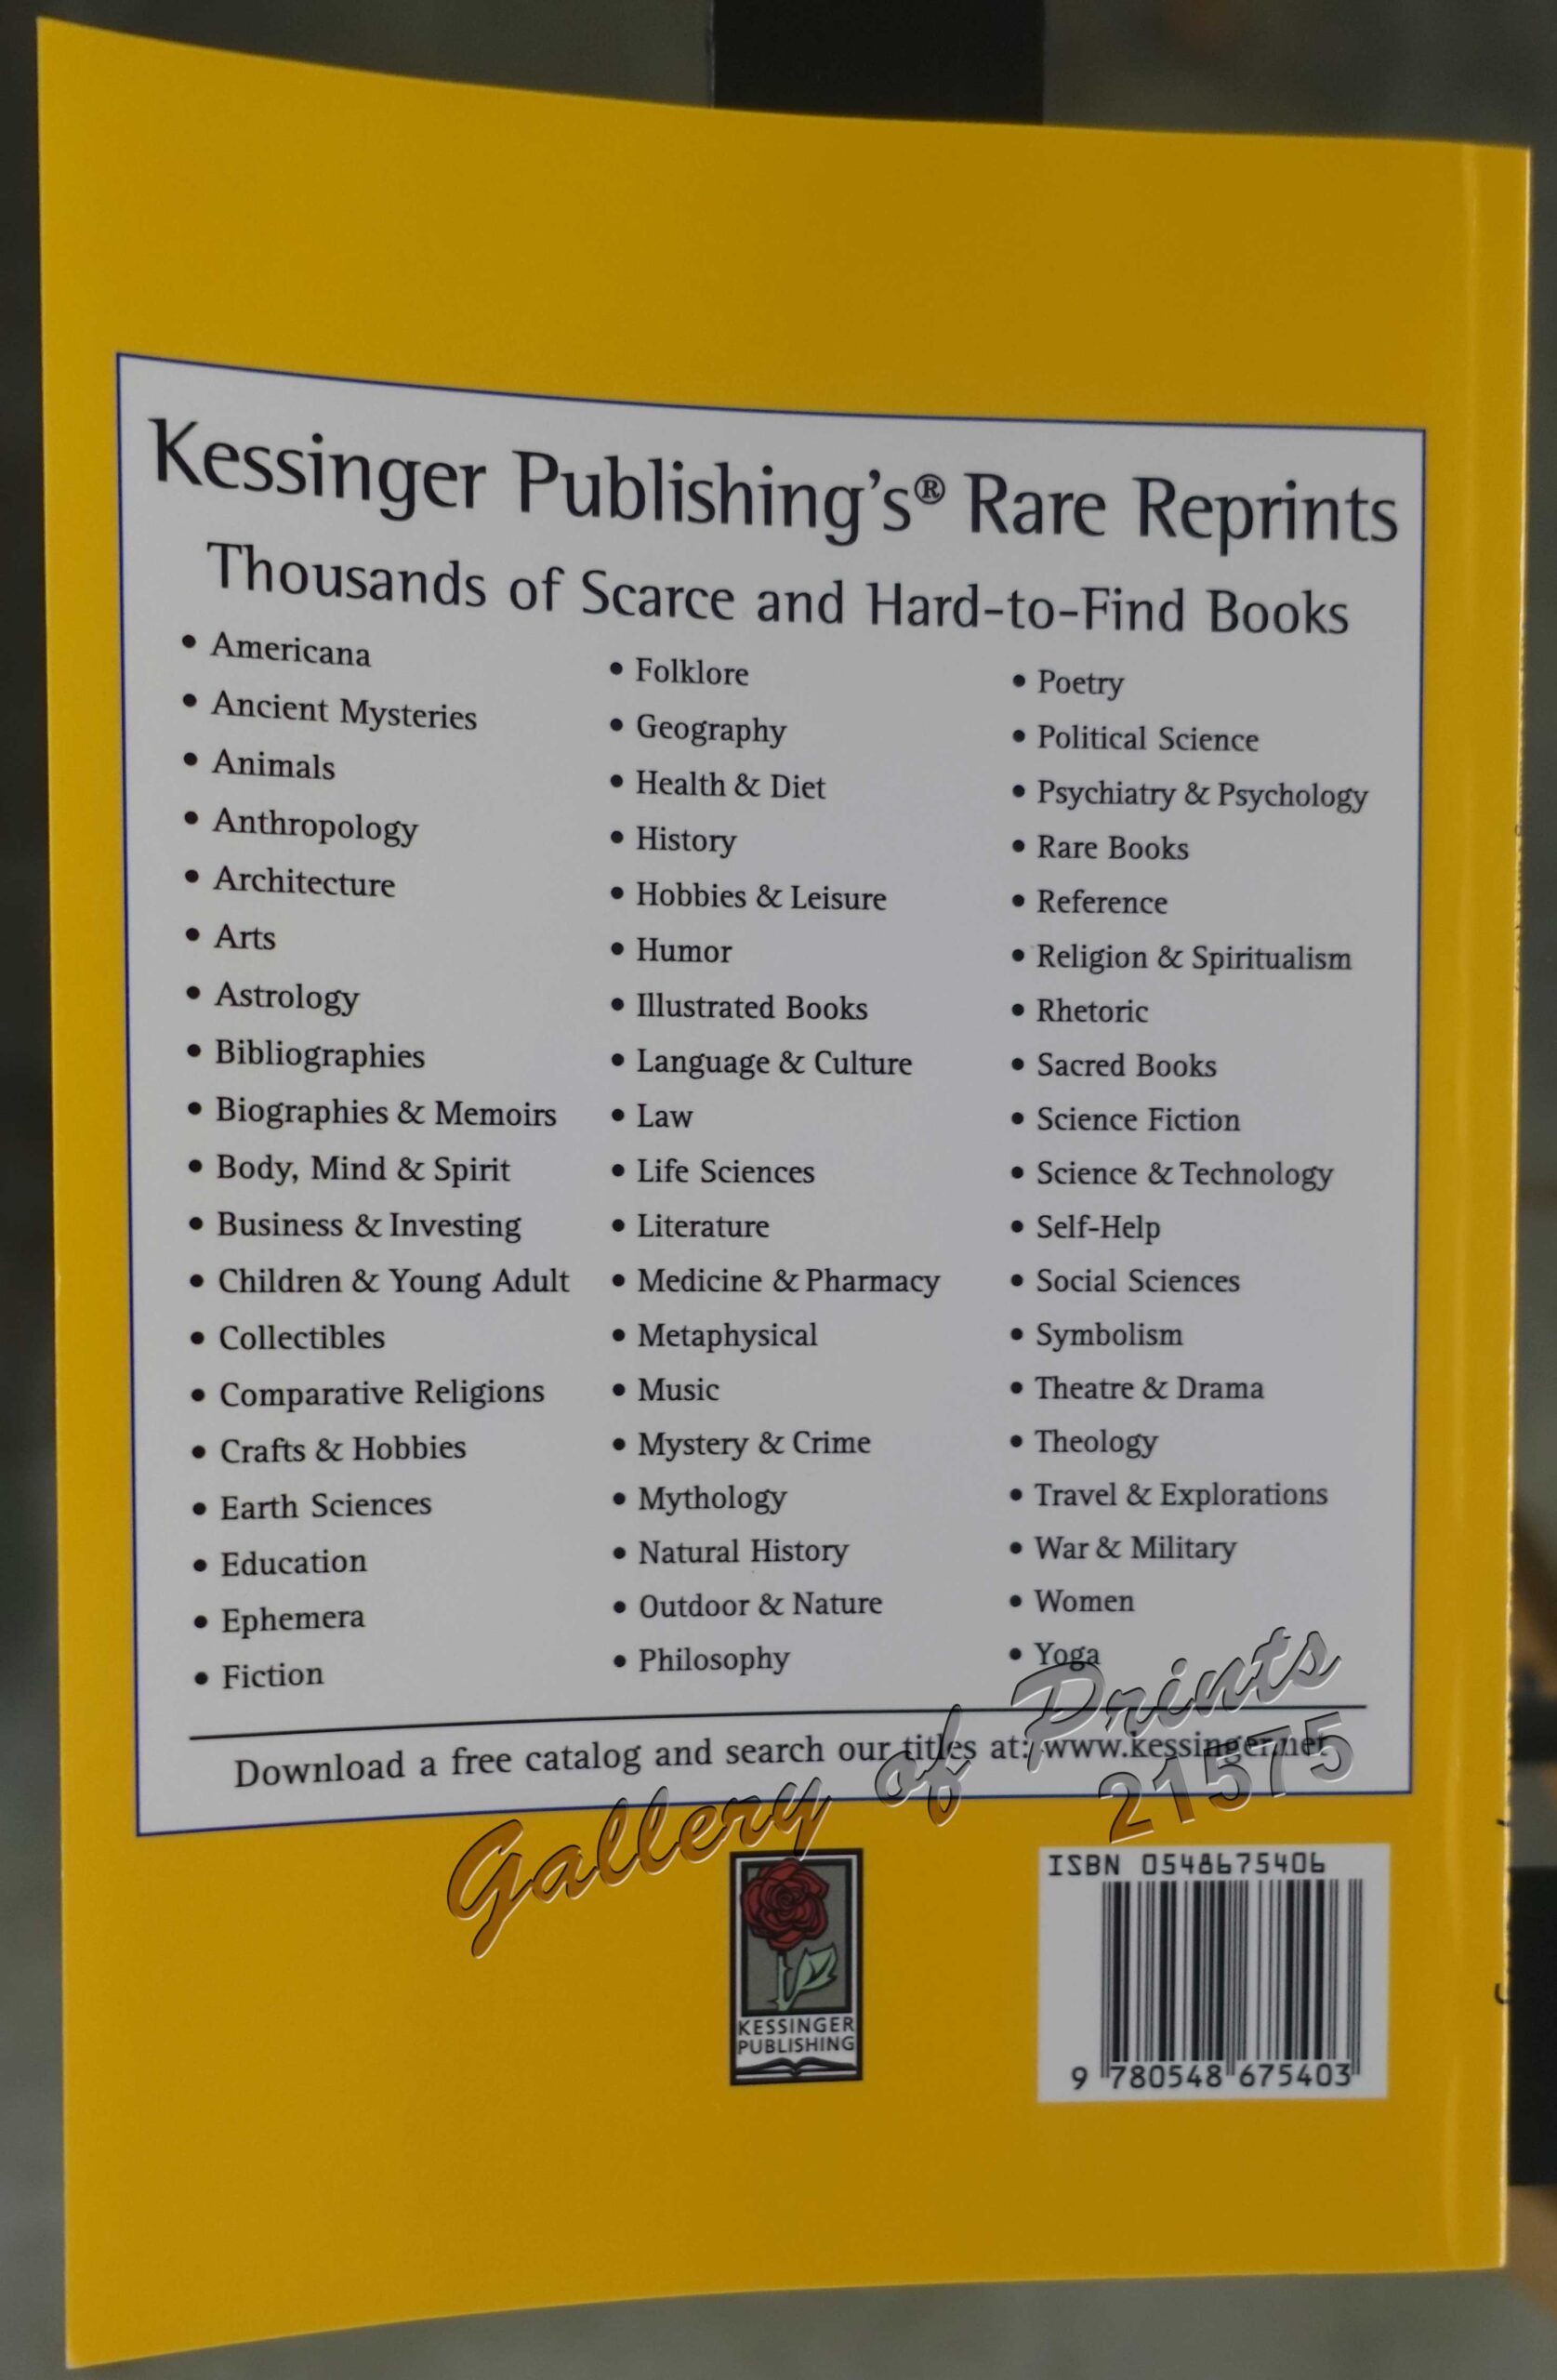 Kessinger Publishing's® Rare Reprints
Thousands of Scarce and Hard-to-Find Books
• Americana
• Ancient Mysteries
• Animals
• Anthropology
• Architecture
• Arts
• Astrology
• Bibliographies
• Biographies & Memoirs
• Body, Mind & Spirit
• Business & Investing
• Children & Young Adult
• Collectibles
• Comparative Religions
• Crafts & Hobbies
• Earth Sciences
• Education
• Ephemera
• Fiction
• Folklore
• Geography
• Health & Diet
• History
• Hobbies & Leisure
• Humor
• Illustrated Books
• Language & Culture
• Law
• Life Sciences
• Literature
• Medicine & Pharmacy
• Metaphysical
• Music
• Mystery & Crime
• Mythology
• Natural History
• Outdoor & Nature
• Philosophy
• Poetry
• Political Science
• Psychiatry & Psychology
• Rare Books
• Reference
• Religion & Spiritualism
• Rhetoric
• Sacred Books
• Science Fiction
• Science & Technology
• Self-Help
• Social Sciences
• Symbolism
• Theatre & Drama
• Theology
• Travel & Explorations
• War & Military
• Women
• Yoga
Download a free catalog and search our titles at: www.kessinger.net
Gallery of Prints
21575
KESSINGER
PUBLISHING
ISBN 0548675406
9 780548 675403